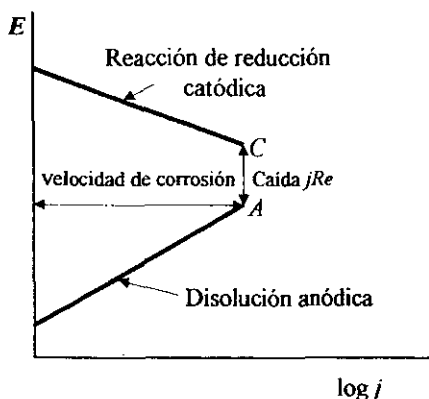 E
Reacción de reducción
catódica
C
velocidad de corrosión
Caída jRe
A
Disolución anódica
log j